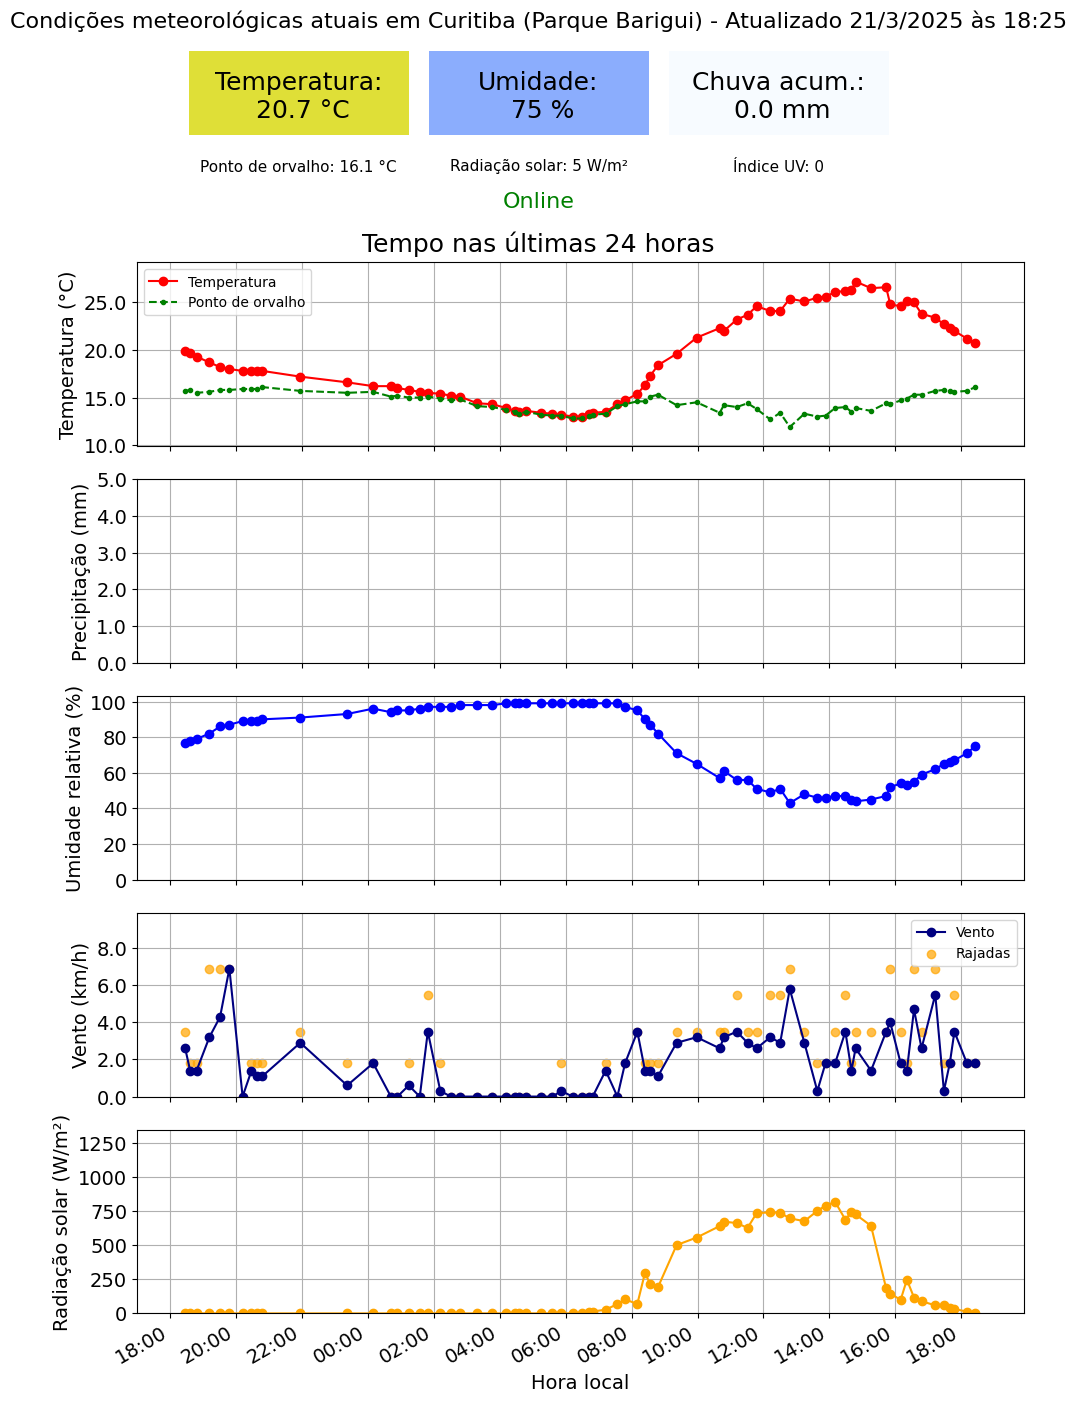 Condições meteorológicas atuais em Curitiba (Parque Barigui) - Atualizado 21/3/2025 às 18:25
Temperatura:
20.7 °C
Umidade:
75 %
Chuva acum.:
0.0 mm
Ponto de orvalho: 16.1 °C
Radiação solar: 5 W/m²
Índice UV: 0
Online
Tempo nas últimas 24 horas
Temperatura (°C)
25.0
20.0
15.0
10.0
Temperatura
Ponto de orvalho
Precipitação (mm)
5.0
4.0
3.0
2.0
1.0
0.0
Umidade relativa (%)
100
80
60
40
20
0
Vento (km/h)
8.0
6.0
4.0
2.0
0.0
Vento
Rajadas
Radiação solar (W/m²)
1250
1000
750
500
250
0
18:00
20:00
22:00
00:00
02:00
04:00
06:00
08:00
10:00
12:00
14:00
16:00
18:00
Hora local